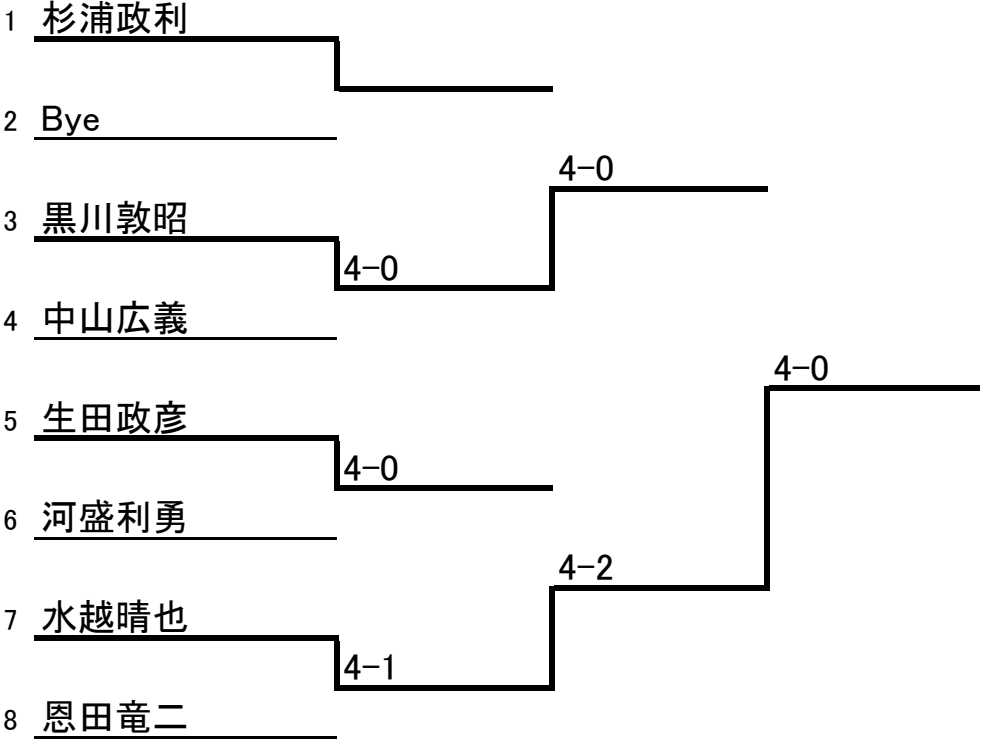 1 杉浦政利
2 Bye
4-0
3 黒川敦昭
4-0
4 中山広義
4-0
5 生田政彦
4-0
6 河盛利勇
4-2
7 水越晴也
4-1
8 恩田竜二